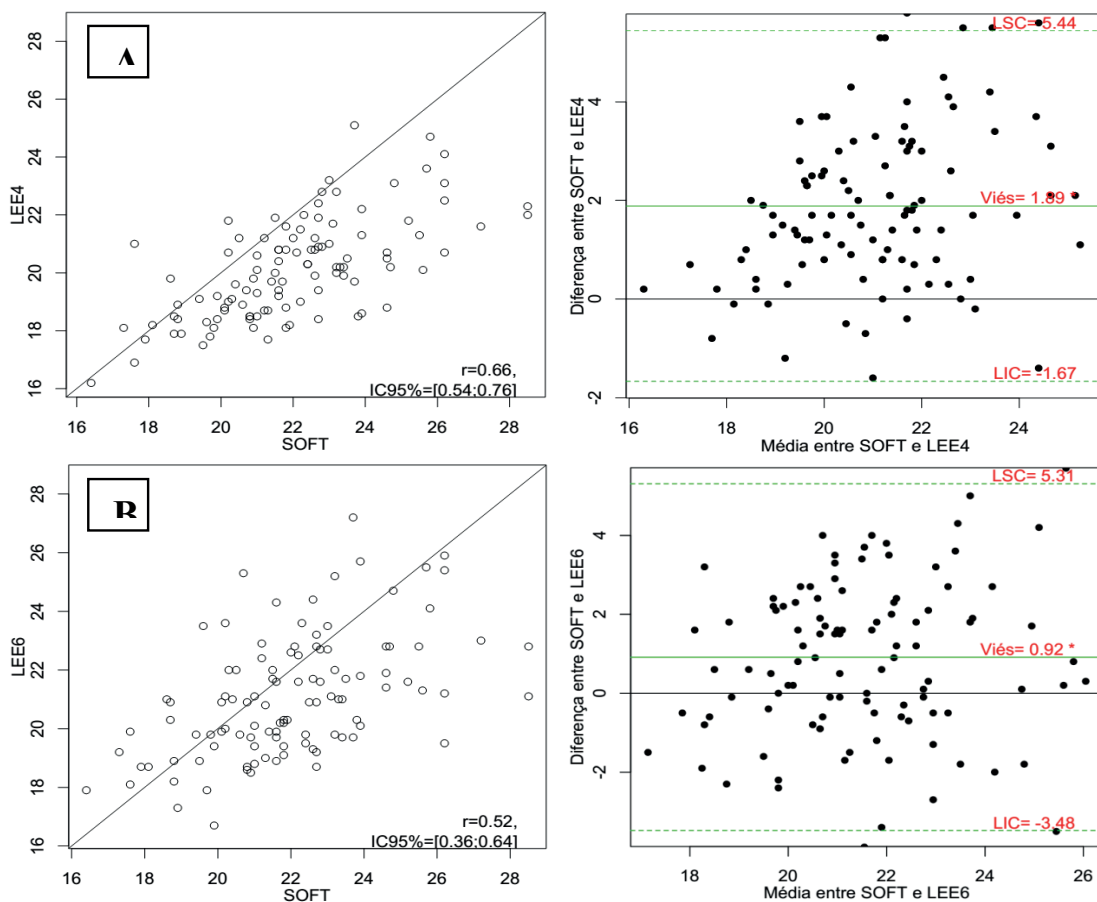 A
28
26
24
22
20
18
16
LEE4
r=0.66,
IC95%=[0.54;0.76]
16 18 20 22 24 26 28
SOFT
LSC= 5.44
Viés= 1.89 *
LIC= -1.67
4
2
0
-2
Diferença entre SOFT e LEE4
16 18 20 22 24
Média entre SOFT e LEE4
B
28
26
24
22
20
18
16
LEE6
r=0.52,
IC95%=[0.36;0.64]
16 18 20 22 24 26 28
SOFT
LSC= 5.31
Viés= 0.92 *
LIC= -3.48
4
2
0
-2
Diferença entre SOFT e LEE6
18 20 22 24 26
Média entre SOFT e LEE6